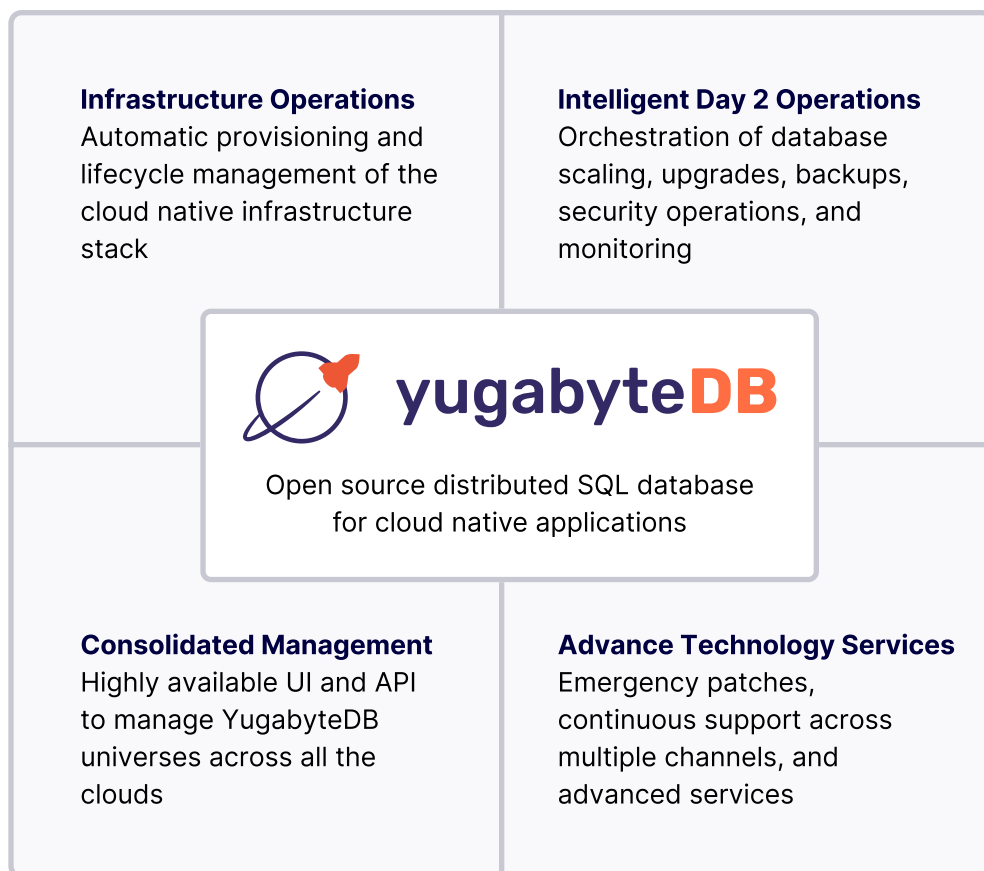 Infrastructure Operations
Automatic provisioning and
lifecycle management of the
cloud native infrastructure
stack
Intelligent Day 2 Operations
Orchestration of database
scaling, upgrades, backups,
security operations, and
monitoring
yugabyteDB
Open source distributed SQL database
for cloud native applications
Consolidated Management
Highly available UI and API
to manage YugabyteDB
universes across all the
clouds
Advance Technology Services
Emergency patches,
continuous support across
multiple channels, and
advanced services